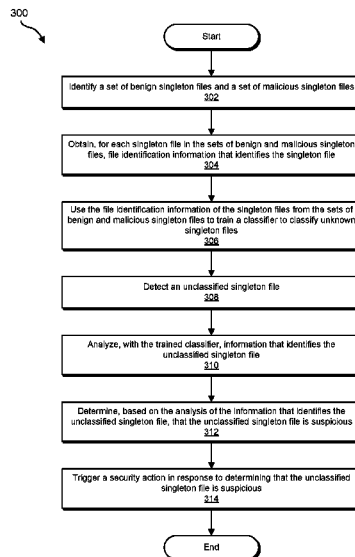 300
Start
Identify a set of benign singleton files and a set of malicious singleton files
302
Obtain, for each singleton file in the sets of benign and malicious singleton
files, file identification information that identifies the singleton file
304
Use the file identification information of the singleton files from the sets of
benign and malicious singleton files to train a classifier to classify unknown
singleton files
306
Detect an unclassified singleton file
308
Analyze, with the trained classifier, information that identifies the
unclassified singleton file
310
Determine, based on the analysis of the information that identifies the
unclassified singleton file, that the unclassified singleton file is suspicious
312
Trigger a security action in response to determining that the unclassified
singleton file is suspicious
314
End